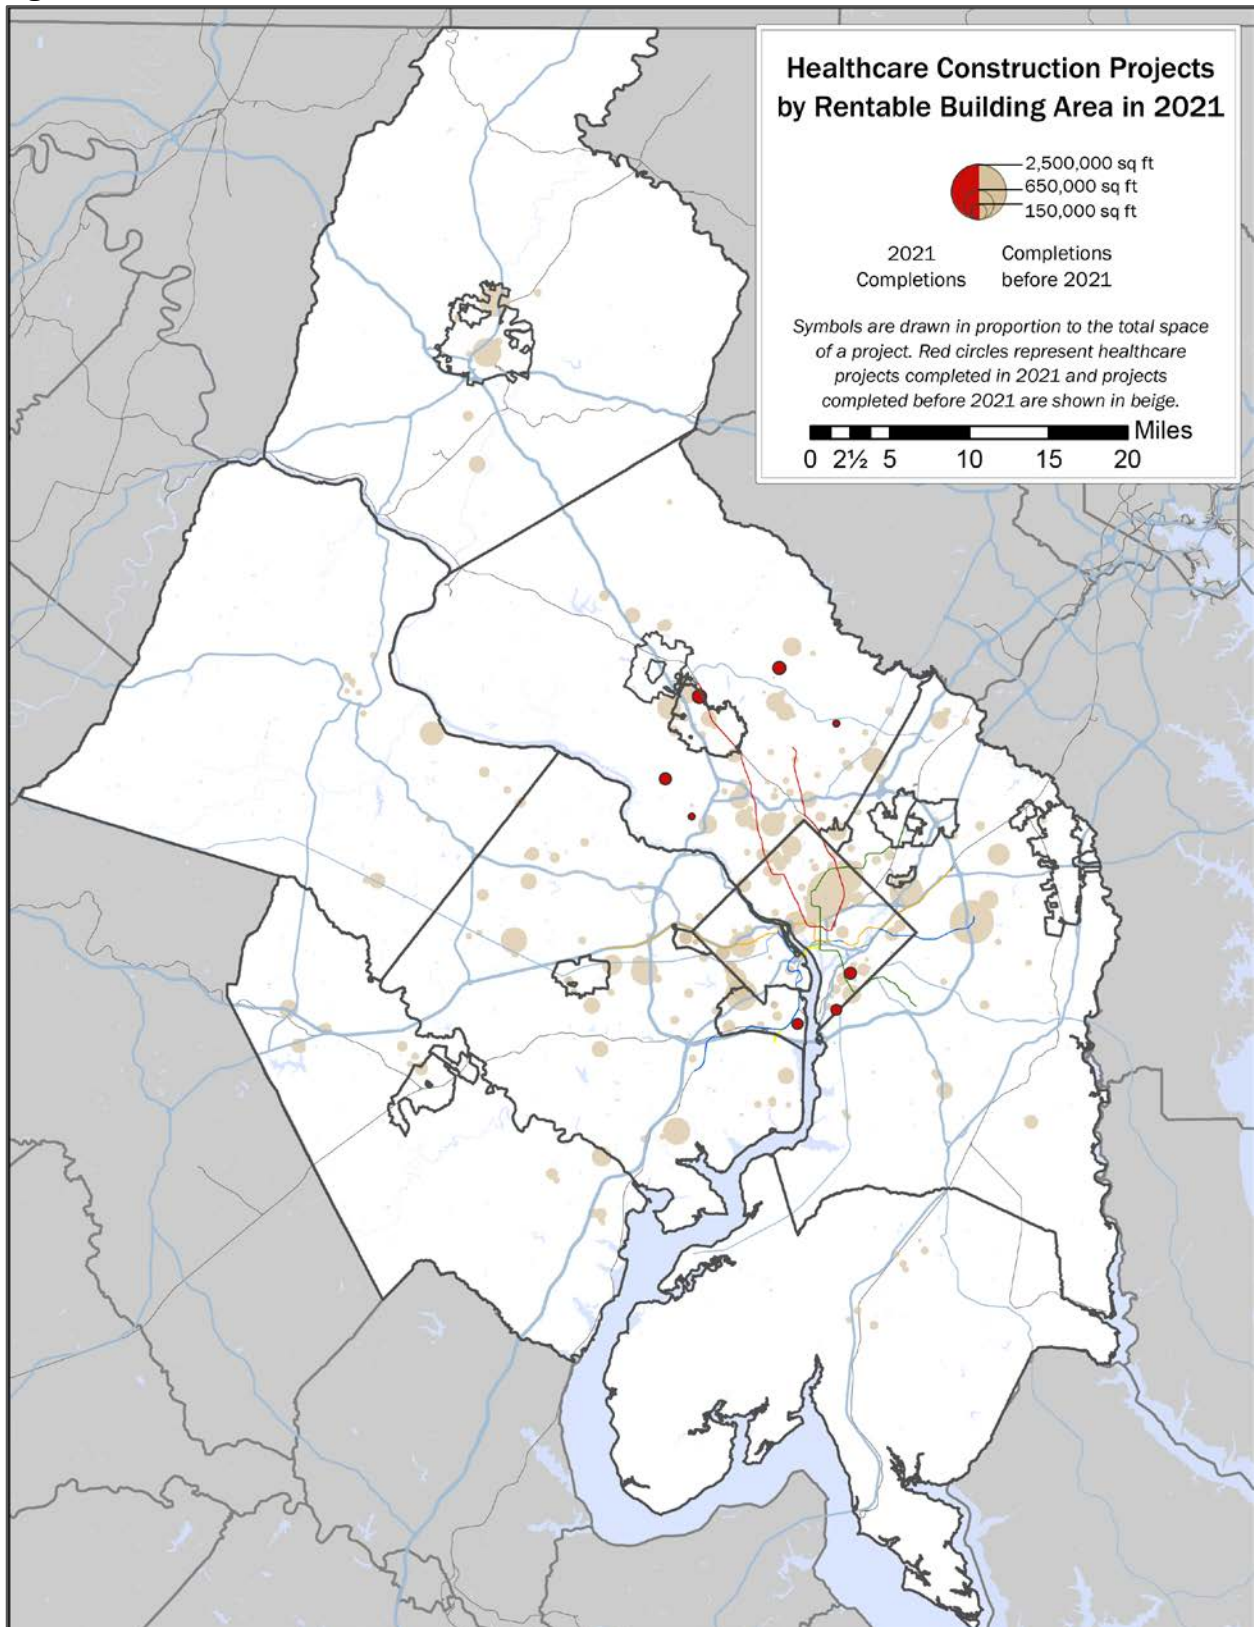 Healthcare Construction Projects
by Rentable Building Area in 2021
2,500,000 sq ft
650,000 sq ft
150,000 sq ft
2021
Completions
Completions
before 2021
Symbols are drawn in proportion to the total space
of a project. Red circles represent healthcare
projects completed in 2021 and projects
completed before 2021 are shown in beige.
Miles
0 2½ 5 10 15 20